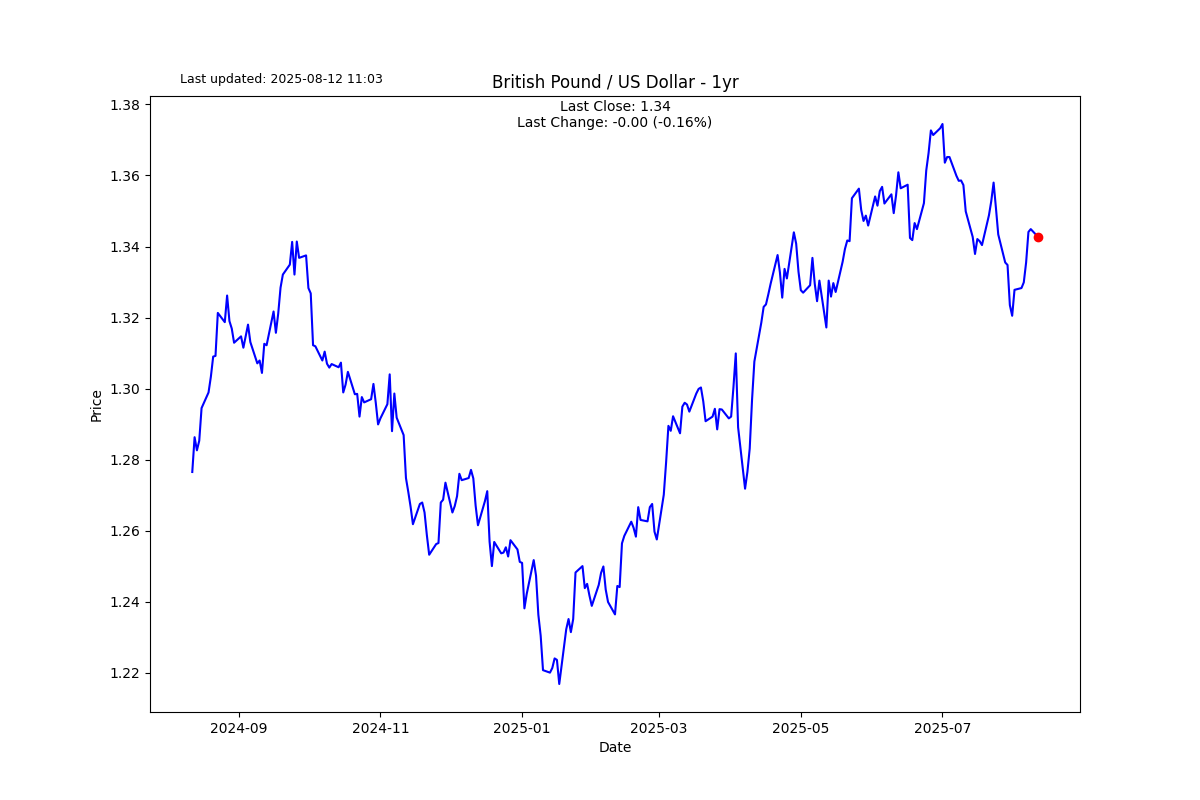 Last updated: 2025-08-12 11:03
British Pound / US Dollar - 1yr
Last Close: 1.34
Last Change: -0.00 (-0.16%)
1.38
1.36
1.34
1.32
1.30
1.28
1.26
1.24
1.22
Price
2024-09 2024-11 2025-01 2025-03 2025-05 2025-07
Date